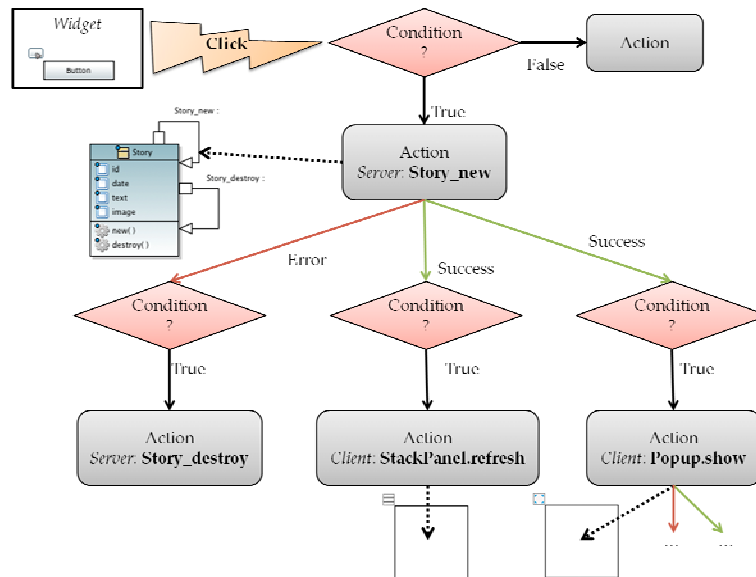 Widget
Button
Click
Condition
?
False
Action
True
Story_new :
Story
id
date
text
image
new( )
destroy( )
Story_destroy :
Action
Server: Story_new
Error
Success
Success
Condition
?
Condition
?
Condition
?
True
True
True
Action
Server: Story_destroy
Action
Client: StackPanel.refresh
Action
Client: Popup.show